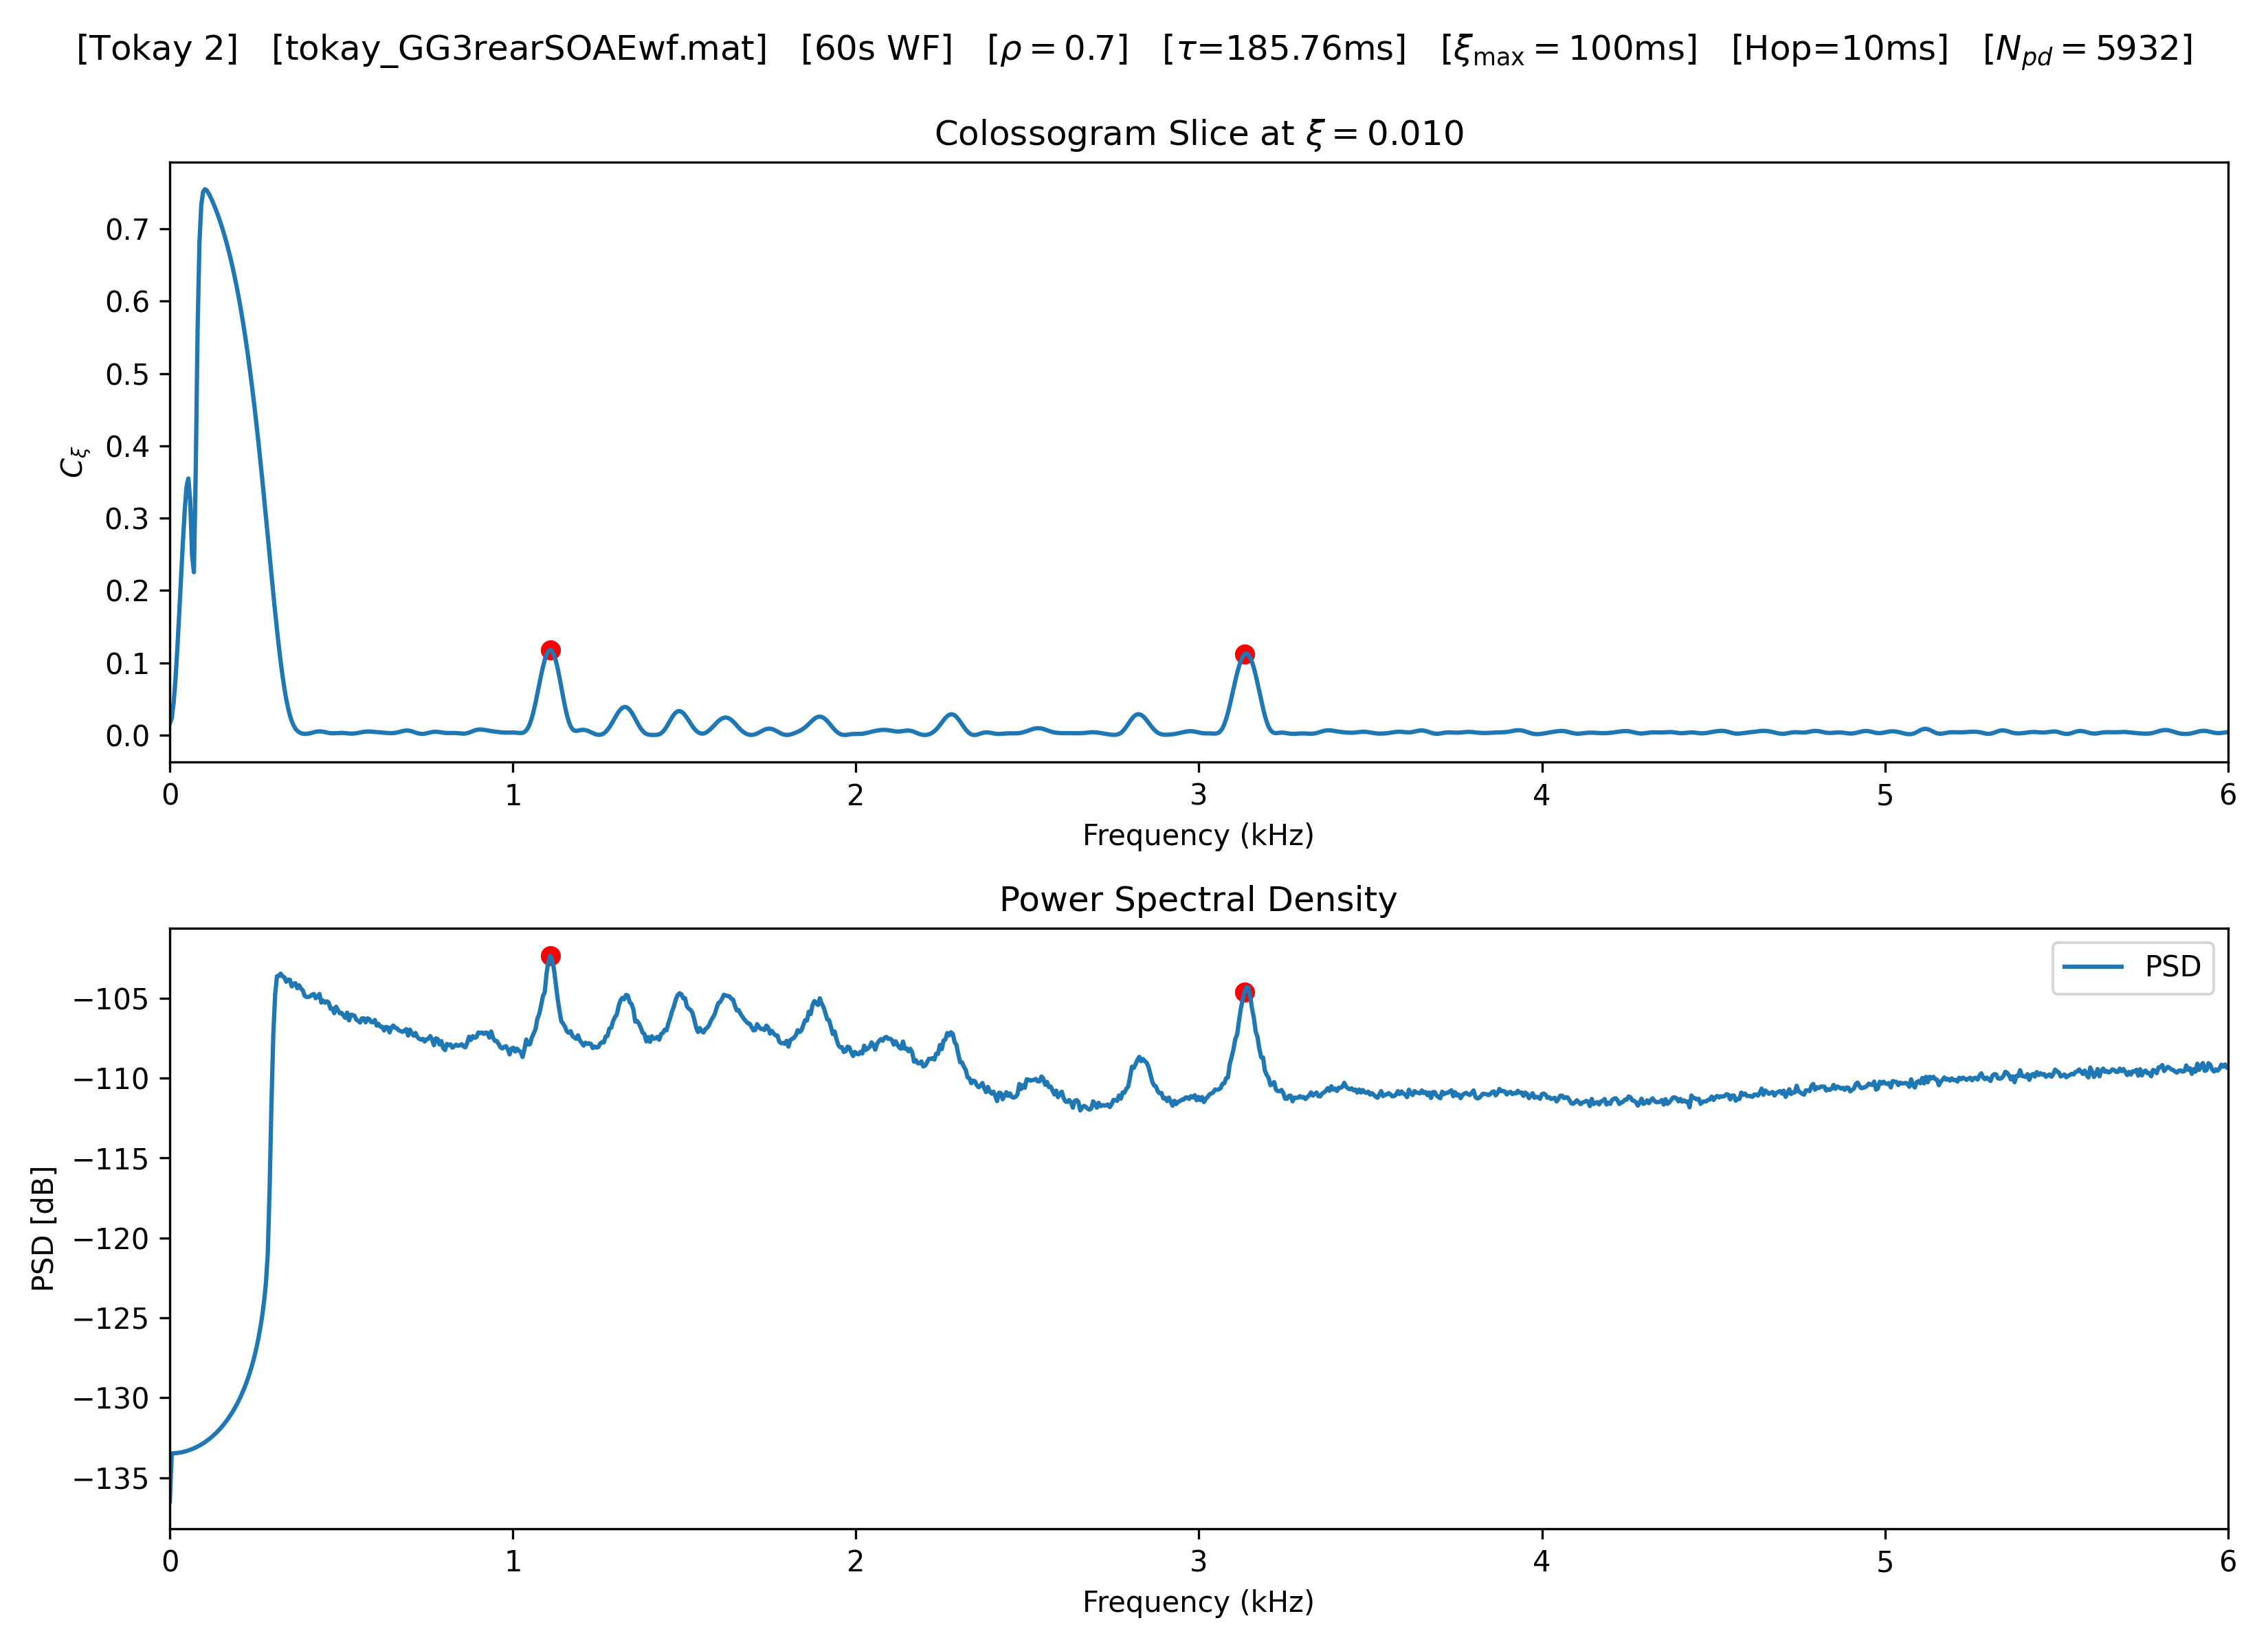 [Tokay 2] [tokay_GG3rearSOAEwf.mat] [60s WF] [ρ = 0.7] [τ=185.76ms] [ξmax = 100ms] [Hop=10ms] [Npd = 5932]
Colossogram Slice at ξ = 0.010
Cξ
0.7
0.6
0.5
0.4
0.3
0.2
0.1
0.0
0 1 2 3 4 5 6
Frequency (kHz)
Power Spectral Density
PSD
PSD [dB]
−105
−110
−115
−120
−125
−130
−135
0 1 2 3 4 5 6
Frequency (kHz)